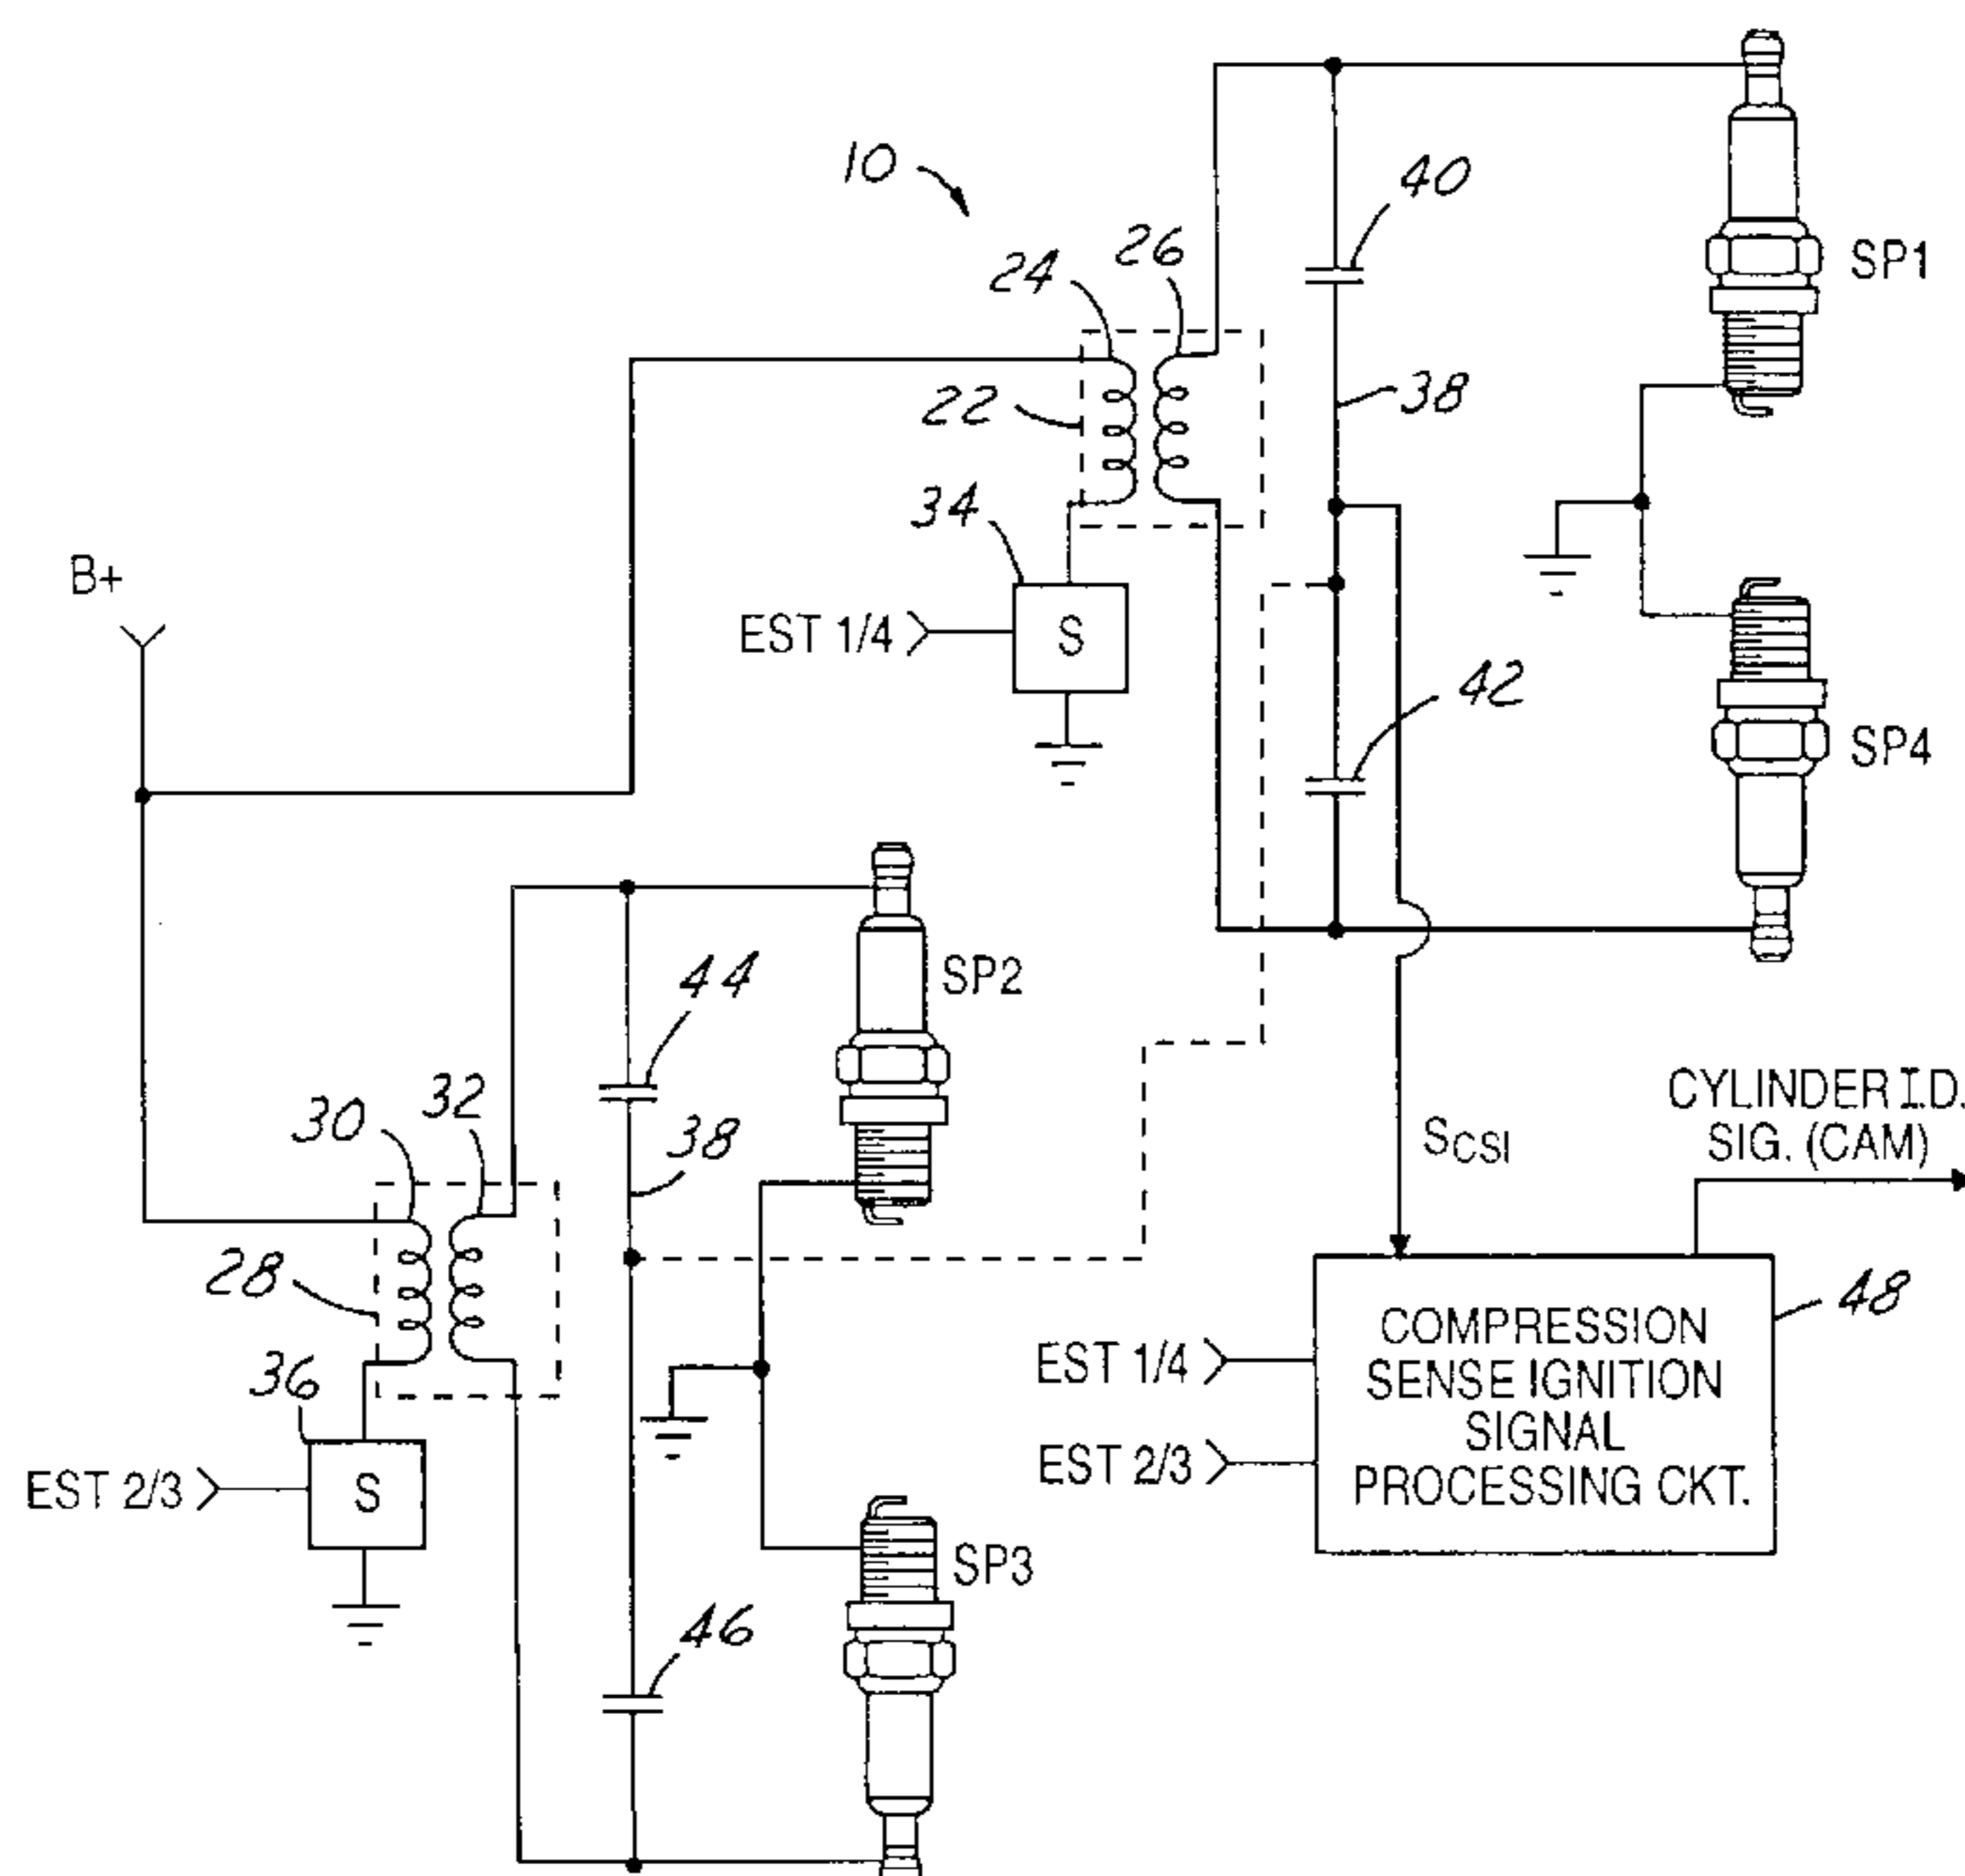 10
40
26
24
SP1
22
38
34
B+
EST 1/4
S
42
SP4
44
SP2
30
32
38
CYLINDER I.D.
SIG. (CAM)
SCSI
28
48
36
EST 1/4
COMPRESSION
SENSE IGNITION
SIGNAL
PROCESSING CKT.
EST 2/3
EST 2/3
S
SP3
46